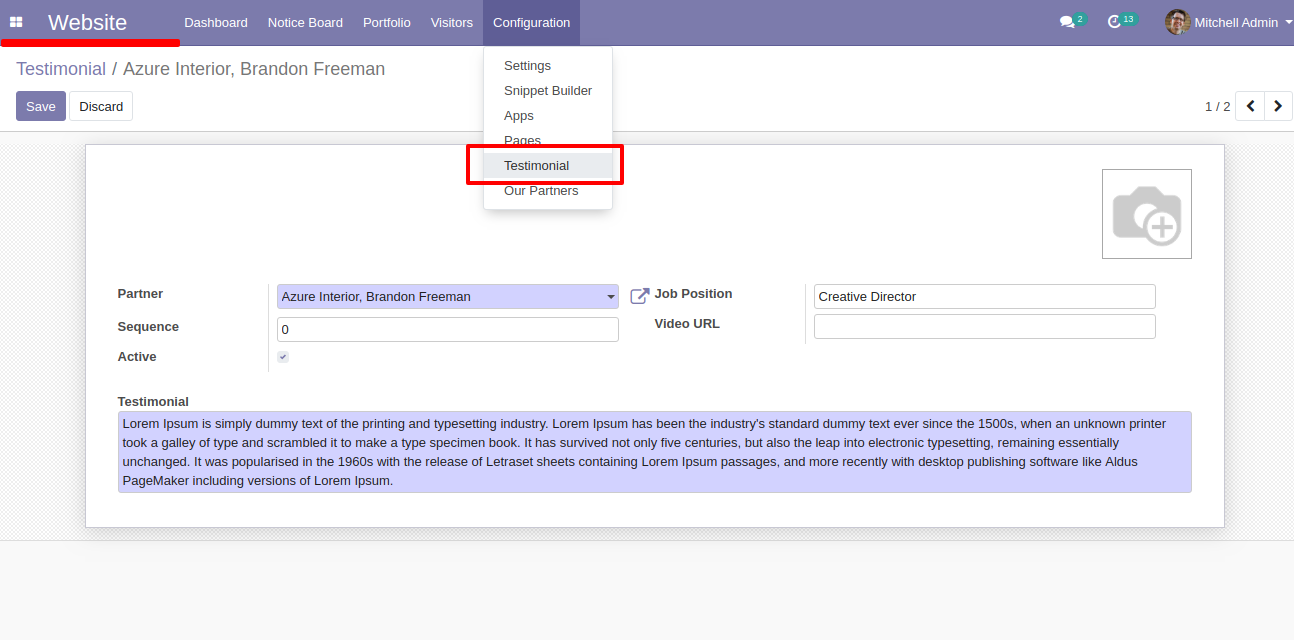 Website Dashboard Notice Board Portfolio Visitors Configuration 2 13 Mitchell Admin
Testimonial / Azure Interior, Brandon Freeman
Save Discard
1 / 2
Settings
Snippet Builder
Apps
Pages
Testimonial
Our Partners
Partner Azure Interior, Brandon Freeman
Job Position Creative Director
Sequence 0
Video URL
Active
Testimonial
Lorem Ipsum is simply dummy text of the printing and typesetting industry. Lorem Ipsum has been the industry's standard dummy text ever since the 1500s, when an unknown printer
took a galley of type and scrambled it to make a type specimen book. It has survived not only five centuries, but also the leap into electronic typesetting, remaining essentially
unchanged. It was popularised in the 1960s with the release of Letraset sheets containing Lorem Ipsum passages, and more recently with desktop publishing software like Aldus
PageMaker including versions of Lorem Ipsum.